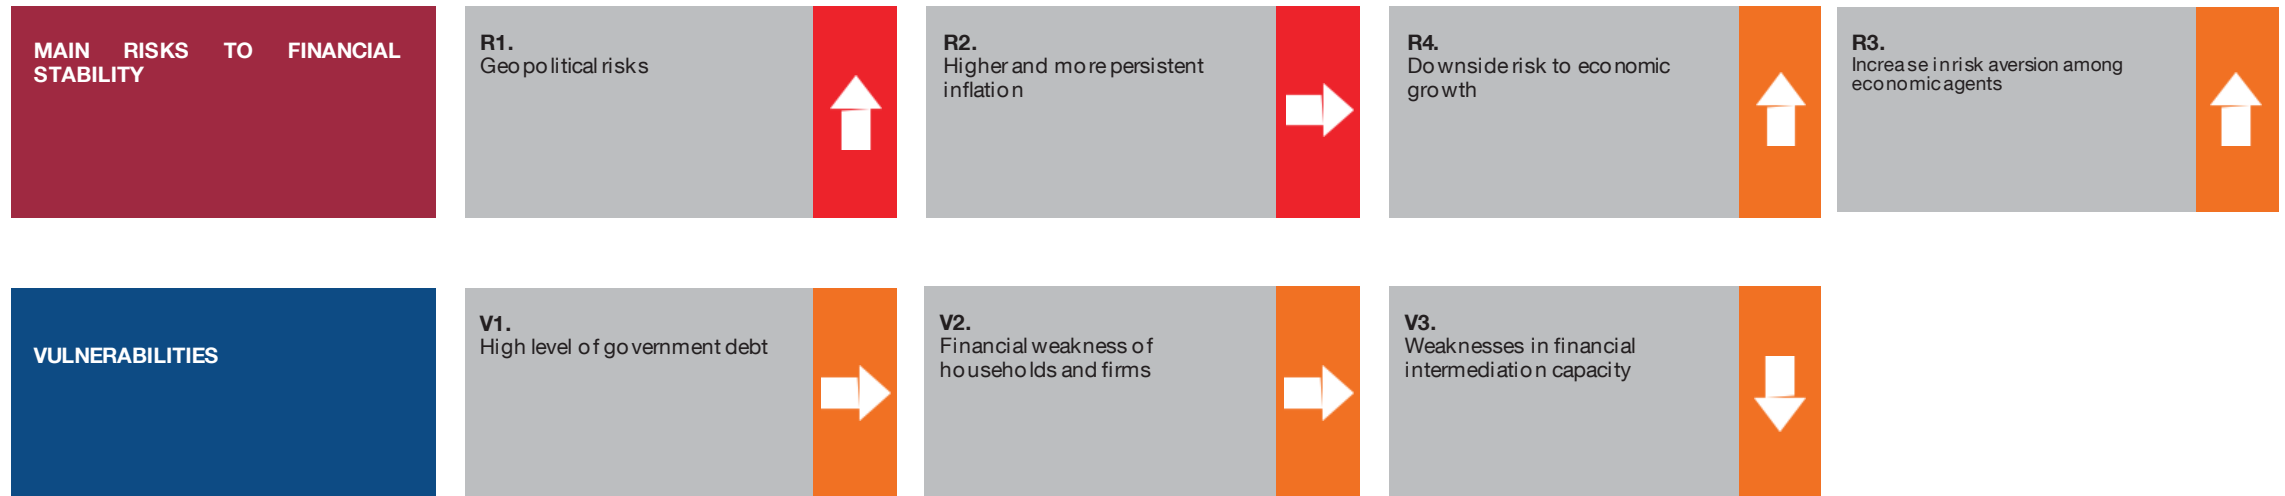 MAIN RISKS TO FINANCIAL
STABILITY
R1.
Geopolitical risks
R2.
Higher and more persistent
inflation
R4.
Downside risk to economic
growth
R3.
Increase in risk aversion among
economic agents
VULNERABILITIES
V1.
High level of government debt
V2.
Financial weakness of
households and firms
V3.
Weaknesses in financial
intermediation capacity